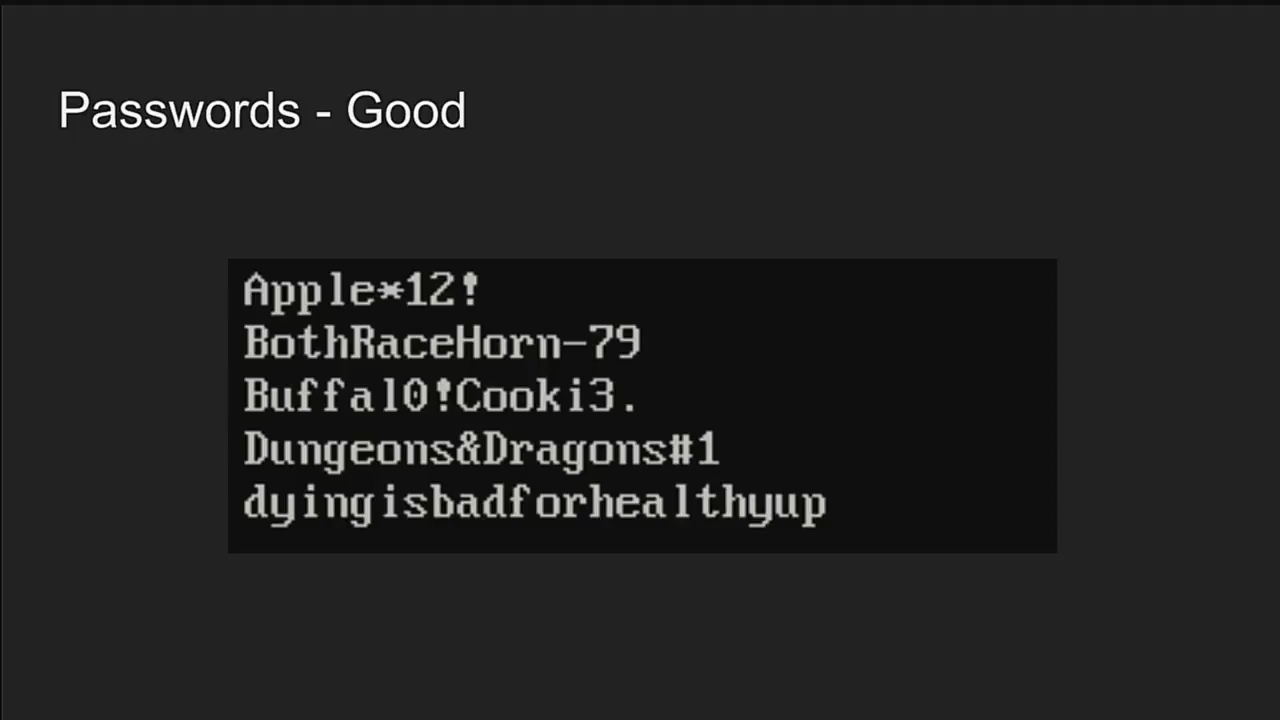 Passwords - Good
Apple*12!
BothRaceHorn-79
Buffal0!Cooki3.
Dungeons&Dragons#1
dyingisbadforhealthyup